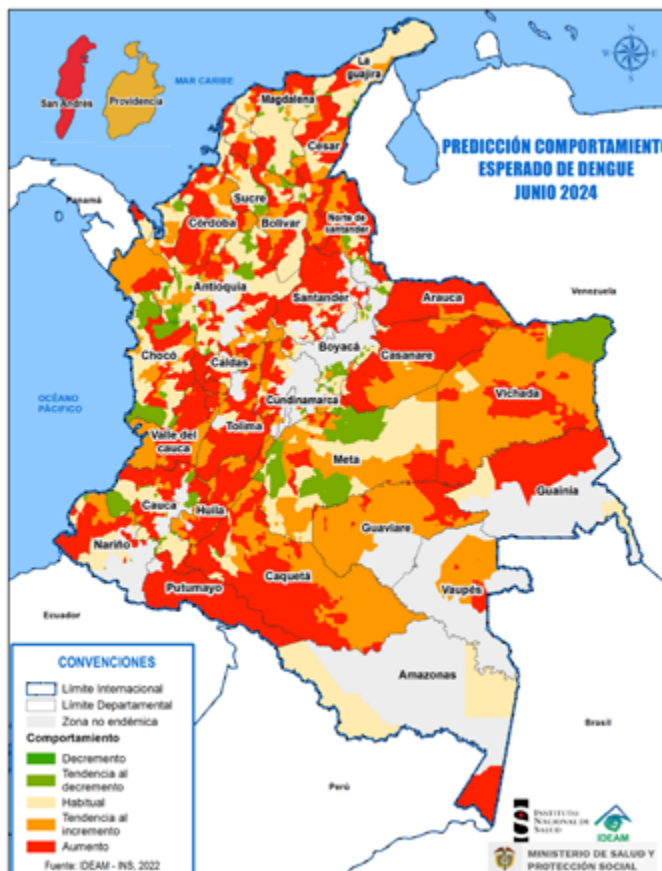 La
guajira
MAR CARIBE
San Andrés
Providencia
Magdalena
PREDICCIÓN COMPORTAMIENTO
ESPERADO DE DENGUE
JUNIO 2024
César
Panamá
Sucre
Córdoba
Bolívar
Norte de
santander
Antioquia
Santander
Arauca
Venezuela
Boyacá
Chocó
Caldas
Casanare
OCÉANO
PÁCIFICO
Cundinamarca
Vichada
Valle del
cauca
Tolima
Meta
Guainía
Cauca
Huila
Guaviare
Nariño
Caquetá
Vaupés
Putumayo
Ecuador
Amazonas
Brasil
Perú
CONVENCIONES
Límite Internacional
Límite Departamental
Zona no endémica
Comportamiento
Decremento
Tendencia al
decremento
Habitual
Tendencia al
incremento
Aumento
Fuente: IDEAM - INS, 2022
INSTITUTO
NACIONAL DE
SALUD
IDEAM
MINISTERIO DE SALUD Y
PROTECCIÓN SOCIAL